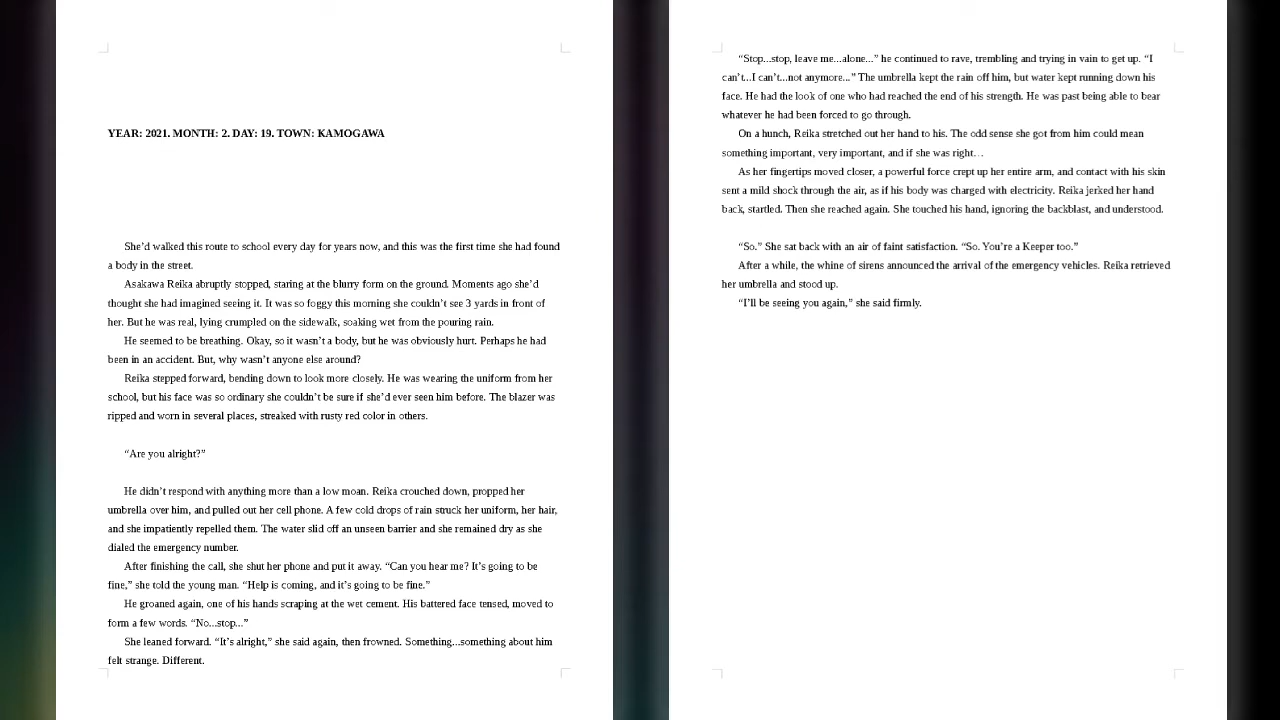 YEAR: 2021. MONTH: 2. DAY: 19. TOWN: KAMOGAWA
She’d walked this route to school every day for years now, and this was the first time she had found
a body in the street.
Asakawa Reika abruptly stopped, staring at the blurry form on the ground. Moments ago she’d
thought she had imagined seeing it. It was so foggy this morning she couldn’t see 3 yards in front of
her. But he was real, lying crumpled on the sidewalk, soaking wet from the pouring rain.
He seemed to be breathing. Okay, so it wasn’t a body, but he was obviously hurt. Perhaps he had
been in an accident. But, why wasn’t anyone else around?
Reika stepped forward, bending down to look more closely. He was wearing the uniform from her
school, but his face was so ordinary she couldn’t be sure if she’d ever seen him before. The blazer was
ripped and worn in several places, streaked with rusty red color in others.
“Are you alright?”
He didn’t respond with anything more than a low moan. Reika crouched down, propped her
umbrella over him, and pulled out her cell phone. A few cold drops of rain struck her uniform, her hair,
and she impatiently repelled them. The water slid off an unseen barrier and she remained dry as she
dialed the emergency number.
After finishing the call, she shut her phone and put it away. “Can you hear me? It’s going to be
fine,” she told the young man. “Help is coming, and it’s going to be fine.”
He groaned again, one of his hands scraping at the wet cement. His battered face tensed, moved to
form a few words. “No...stop...”
She leaned forward. “It’s alright,” she said again, then frowned. Something...something about him
felt strange. Different.
“Stop...stop, leave me...alone...” he continued to rave, trembling and trying in vain to get up. “I
can’t...I can’t...not anymore...” The umbrella kept the rain off him, but water kept running down his
face. He had the look of one who had reached the end of his strength. He was past being able to bear
whatever he had been forced to go through.
On a hunch, Reika stretched out her hand to his. The odd sense she got from him could mean
something important, very important, and if she was right…
As her fingertips moved closer, a powerful force crept up her entire arm, and contact with his skin
sent a mild shock through the air, as if his body was charged with electricity. Reika jerked her hand
back, startled. Then she reached again. She touched his hand, ignoring the backblast, and understood.
“So.” She sat back with an air of faint satisfaction. “So. You’re a Keeper too.”
After a while, the whine of sirens announced the arrival of the emergency vehicles. Reika retrieved
her umbrella and stood up.
“I’ll be seeing you again,” she said firmly.